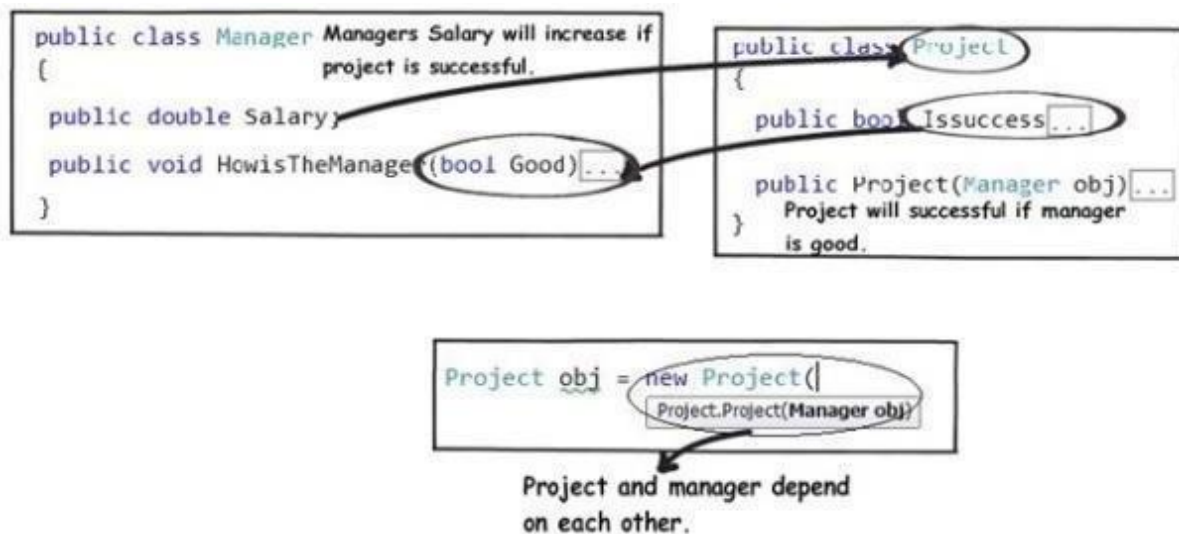 public class Manager Managers Salary will increase if
{ project is successful.
public double Salary;
public void HowisTheManager(bool Good)...
}
public class Project
{
public bool Issuccess...
public Project(Manager obj)...
Project will successful if manager
} is good.
Project obj = new Project(
Project.Project(Manager obj)
Project and manager depend
on each other.